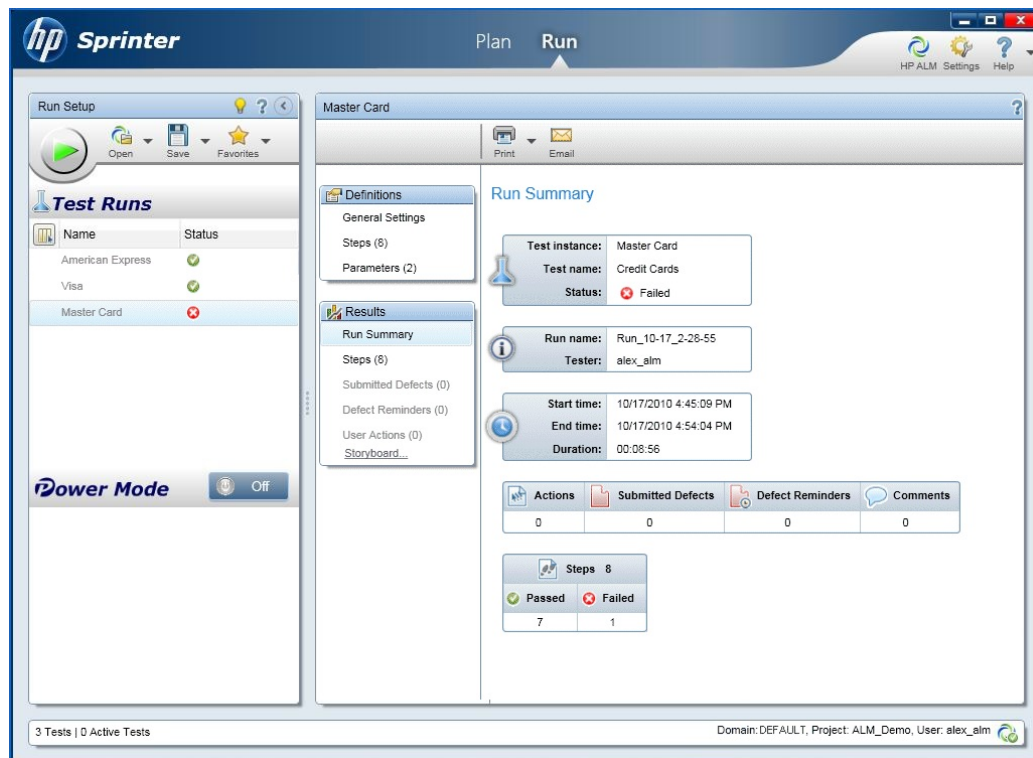 hp Sprinter
Plan Run
HP ALM Settings Help
Run Setup
Open Save Favorites
Test Runs
Name Status
American Express
Visa
Master Card
Power Mode Off
Master Card
Print Email
Definitions
General Settings
Steps (8)
Parameters (2)
Results
Run Summary
Steps (8)
Submitted Defects (0)
Defect Reminders (0)
User Actions (0)
Storyboard...
Run Summary
Test instance: Master Card
Test name: Credit Cards
Status: Failed
Run name: Run_10-17_2-28-55
Tester: alex_alm
Start time: 10/17/2010 4:45:09 PM
End time: 10/17/2010 4:54:04 PM
Duration: 00:08:56
Actions Submitted Defects Defect Reminders Comments
0 0 0 0
Steps 8
Passed Failed
7 1
3 Tests | 0 Active Tests
Domain: DEFAULT, Project: ALM_Demo, User: alex_alm